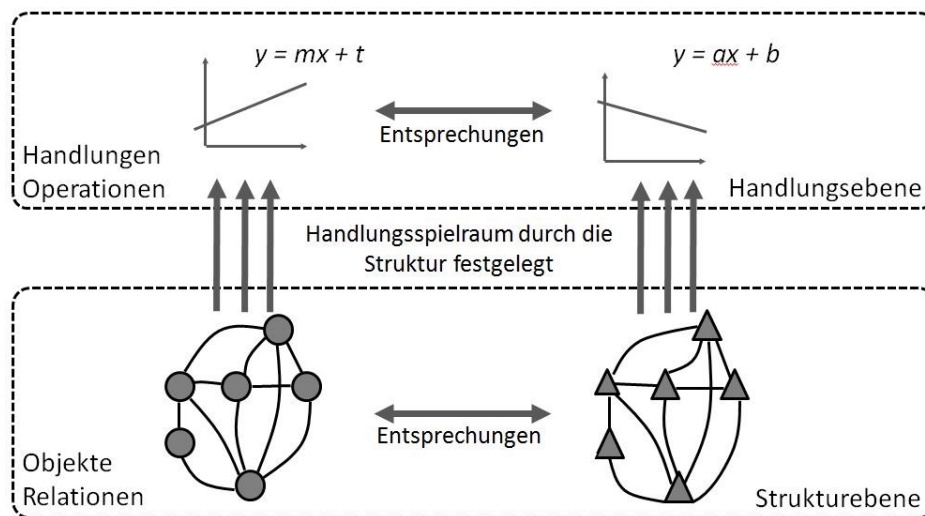 y = mx + t
y = ax + b
Entsprechungen
Handlungen
Operationen
Handlungsebene
Handlungsspielraum durch die
Struktur festgelegt
Entsprechungen
Objekte
Relationen
Strukturebene